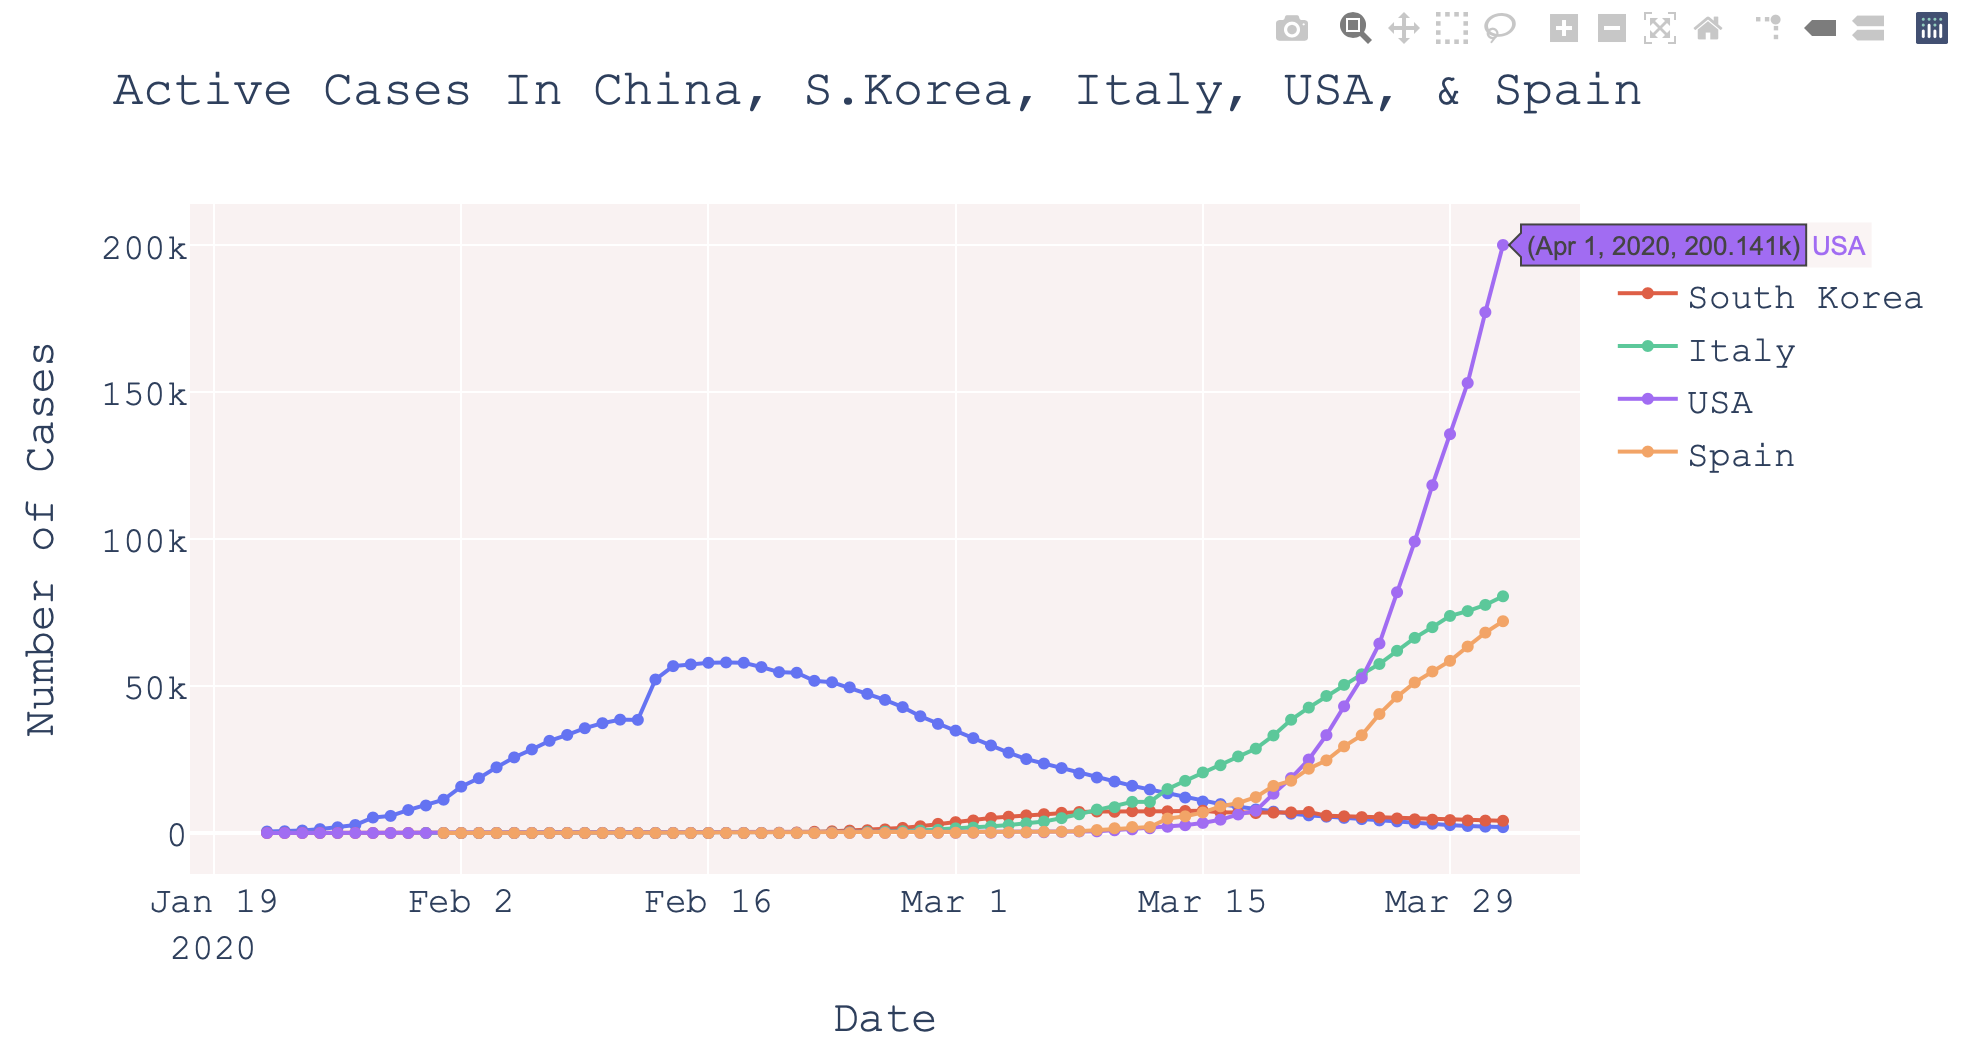 Active Cases In China, S.Korea, Italy, USA, & Spain
200k
150k
100k
50k
0
Number of Cases
Jan 19
2020
Feb 2
Feb 16
Mar 1
Mar 15
Mar 29
Date
(Apr 1, 2020, 200.141k) USA
South Korea
Italy
USA
Spain